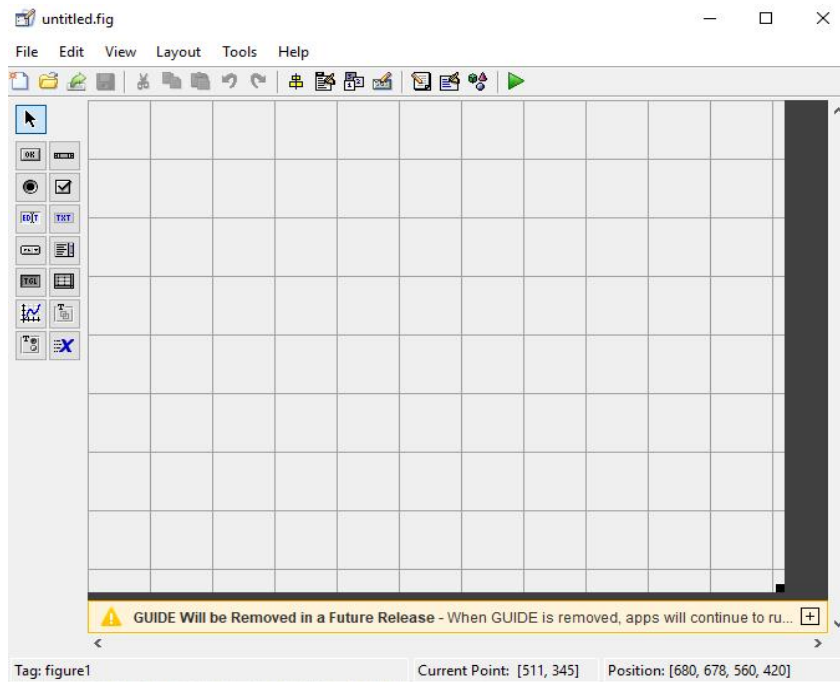 untitled.fig
File Edit View Layout Tools Help
OK
EDIT TXT
TGL
GUIDE Will be Removed in a Future Release - When GUIDE is removed, apps will continue to ru...
Tag: figure1 Current Point: [511, 345] Position: [680, 678, 560, 420]